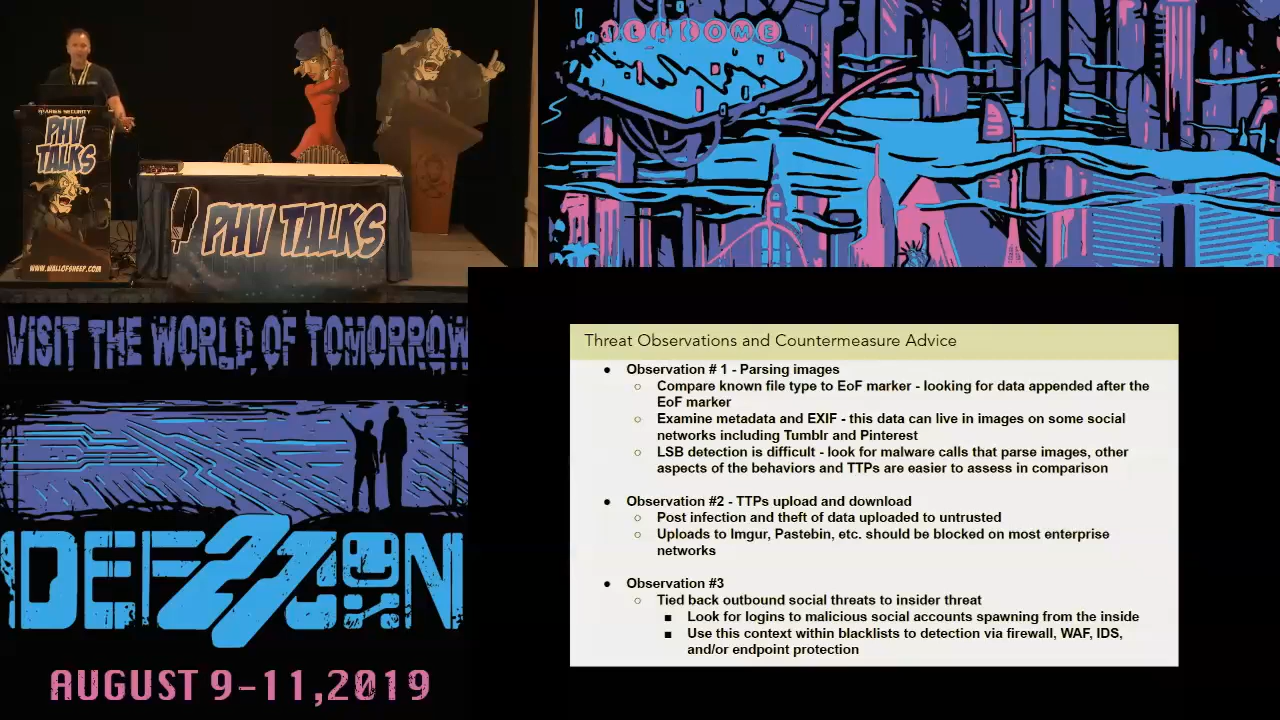 WELCOME
ARIES SECURITY
PHV
TALKS
WWW.WALLOFSHEEP.COM
PHV TALKS
VISIT THE WORLD OF TOMORROW
DEF CON
27
AUGUST 9-11,2019
Threat Observations and Countermeasure Advice
● Observation # 1 - Parsing images
○ Compare known file type to EoF marker - looking for data appended after the
EoF marker
○ Examine metadata and EXIF - this data can live in images on some social
networks including Tumblr and Pinterest
○ LSB detection is difficult - look for malware calls that parse images, other
aspects of the behaviors and TTPs are easier to assess in comparison
● Observation #2 - TTPs upload and download
○ Post infection and theft of data uploaded to untrusted
○ Uploads to Imgur, Pastebin, etc. should be blocked on most enterprise
networks
● Observation #3
○ Tied back outbound social threats to insider threat
■ Look for logins to malicious social accounts spawning from the inside
■ Use this context within blacklists to detection via firewall, WAF, IDS,
and/or endpoint protection